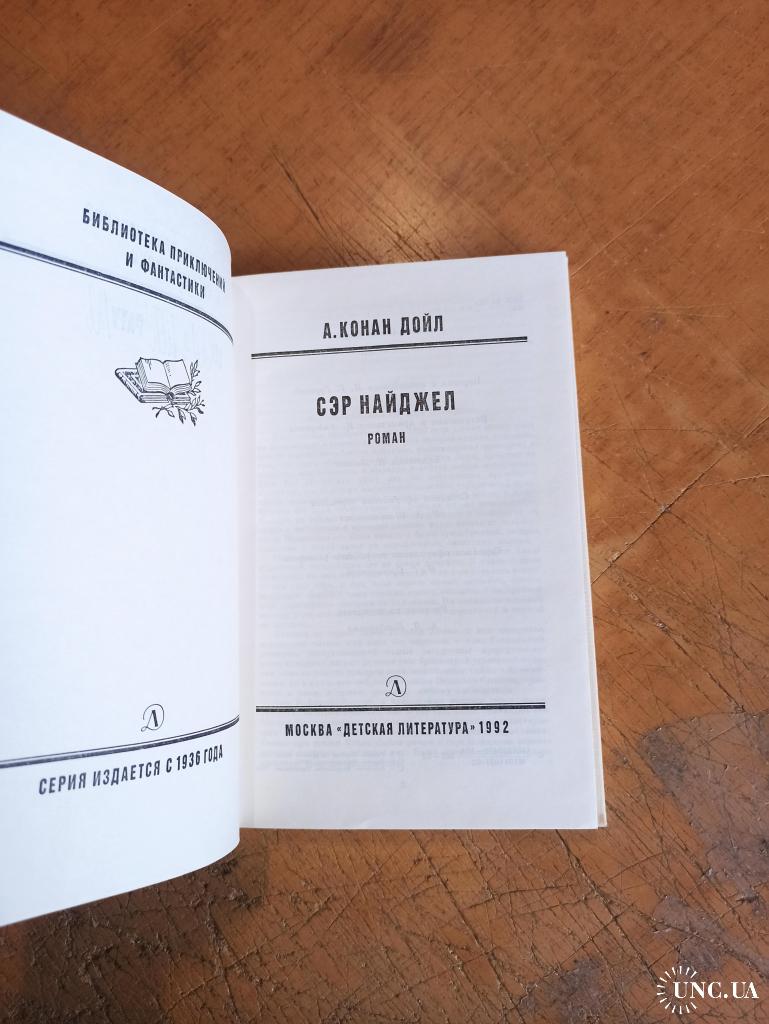 БИБЛИОТЕКА ПРИКЛЮЧЕНИЙ
И ФАНТАСТИКИ
Л
СЕРИЯ ИЗДАЕТСЯ С 1936 ГОДА
А. КОНАН ДОЙЛ
СЭР НАЙДЖЕЛ
РОМАН
Л
МОСКВА «ДЕТСКАЯ ЛИТЕРАТУРА» 1992
UNC.UA